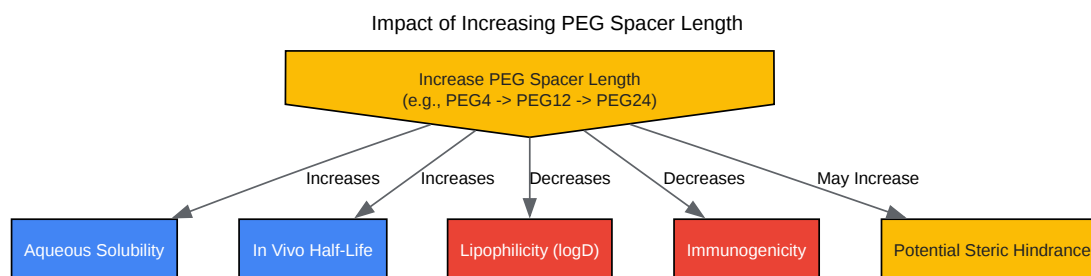 Impact of Increasing PEG Spacer Length
Increase PEG Spacer Length
(e.g., PEG4 -> PEG12 -> PEG24)
Increases
Increases
Decreases
Decreases
May Increase
Aqueous Solubility
In Vivo Half-Life
Lipophilicity (logD)
Immunogenicity
Potential Steric Hindrance